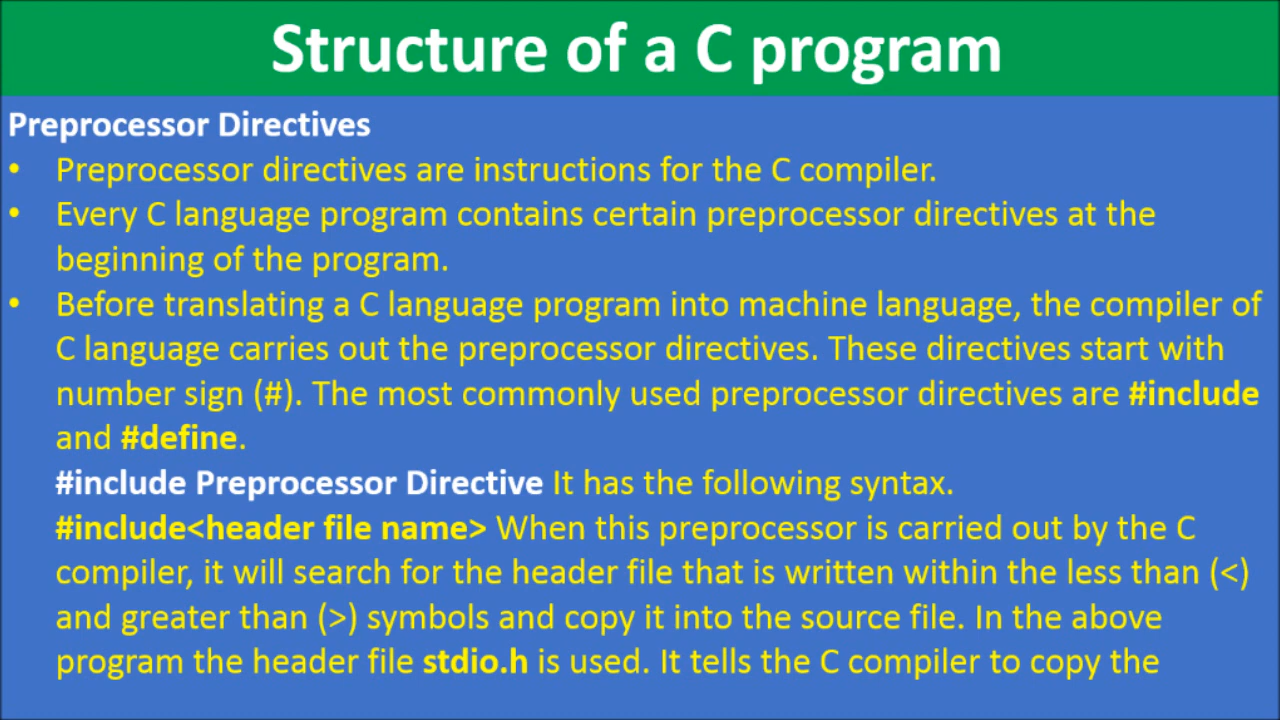 Structure of a C program
Preprocessor Directives
• Preprocessor directives are instructions for the C compiler.
• Every C language program contains certain preprocessor directives at the
beginning of the program.
• Before translating a C language program into machine language, the compiler of
C language carries out the preprocessor directives. These directives start with
number sign (#). The most commonly used preprocessor directives are #include
and #define.
#include Preprocessor Directive It has the following syntax.
#include<header file name> When this preprocessor is carried out by the C
compiler, it will search for the header file that is written within the less than (<)
and greater than (>) symbols and copy it into the source file. In the above
program the header file stdio.h is used. It tells the C compiler to copy the